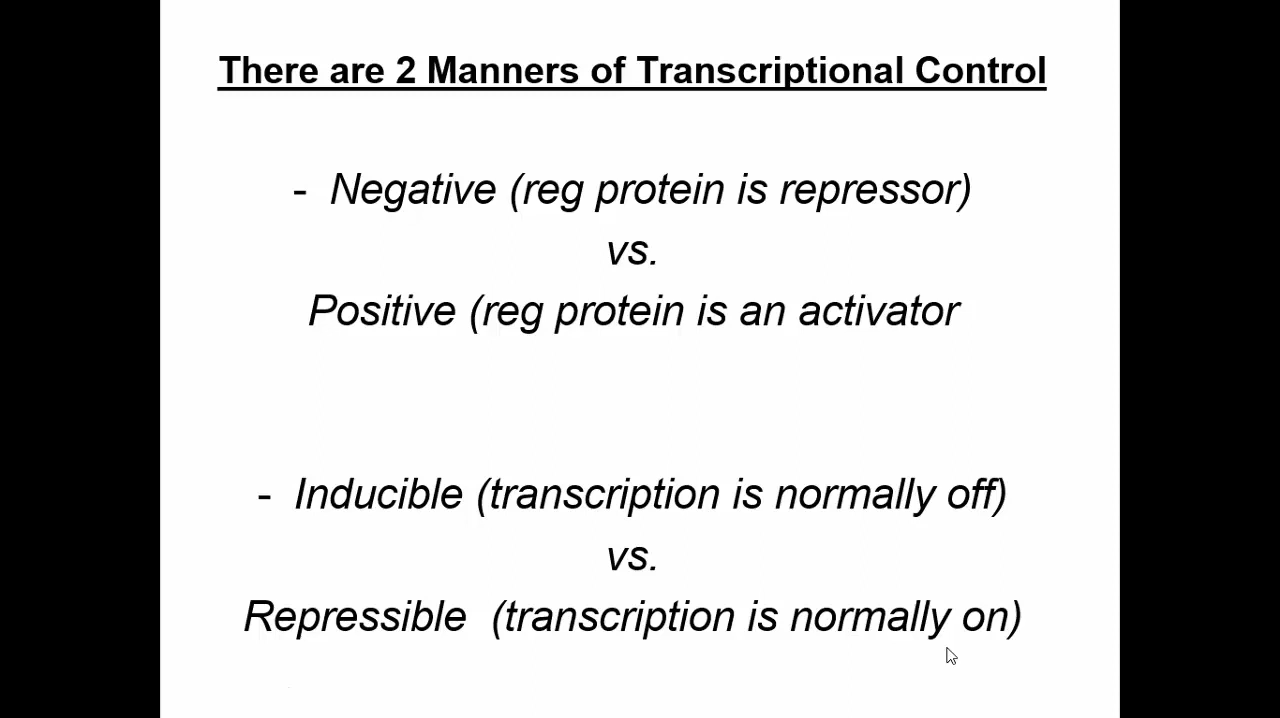 There are 2 Manners of Transcriptional Control
- Negative (reg protein is repressor)
vs.
Positive (reg protein is an activator
- Inducible (transcription is normally off)
vs.
Repressible (transcription is normally on)